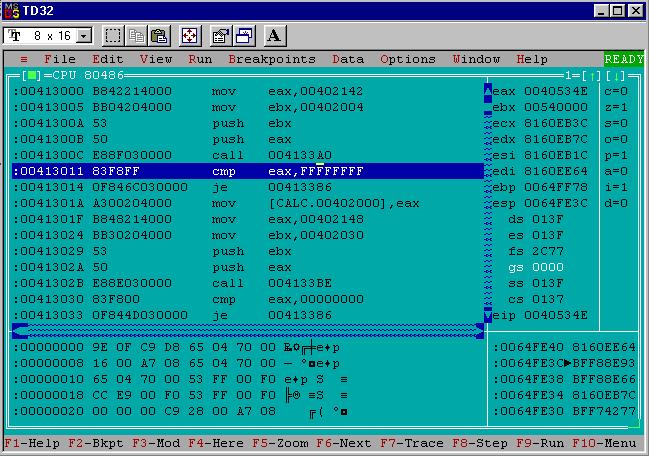 TD32
8 x 16 A
≡ File Edit View Run Breakpoints Data Options Window Help READY
[■]=CPU 80486 1=[↑][↓]
:00413000 B842214000 mov eax,00402142 eax 0040534E c=0
:00413005 BB04204000 mov ebx,00402004 ebx 00540000 z=1
:0041300A 53 push ebx ecx 8160EB3C s=0
:0041300B 50 push eax edx 8160EB7C o=0
:0041300C E88F030000 call 004133A0 esi 8160EB1C p=1
:00413011 83F8FF cmp eax,FFFFFFFF edi 8160EE64 a=0
:00413014 0F846C030000 je 00413386 ebp 0064FF78 i=1
:0041301A A300204000 mov [CALC.00402000],eax esp 0064FE3C d=0
:0041301F B848214000 mov eax,00402148 ds 013F
:00413024 BB30204000 mov ebx,00402030 es 013F
:00413029 53 push ebx fs 2C77
:0041302A 50 push eax gs 0000
:0041302B E88E030000 call 004133BE ss 013F
:00413030 83F800 cmp eax,00000000 cs 0137
:00413033 0F844D030000 je 00413386 eip 0040534E
:00000000 9E 0F C9 D8 65 04 70 00 ₧☼╔╪e♦p :0064FE40 8160EE64
:00000008 16 00 A7 08 65 04 70 00 ▬ º◘e♦p :0064FE3C►BFF88E93
:00000010 65 04 70 00 53 FF 00 F0 e♦p S ≡ :0064FE38 BFF88E66
:00000018 CC E9 00 F0 53 FF 00 F0 ╠Θ ≡S ≡ :0064FE34 8160EB7C
:00000020 00 00 00 C9 28 00 A7 08 ╔( º◘ :0064FE30 BFF74277
F1-Help F2-Bkpt F3-Mod F4-Here F5-Zoom F6-Next F7-Trace F8-Step F9-Run F10-Menu